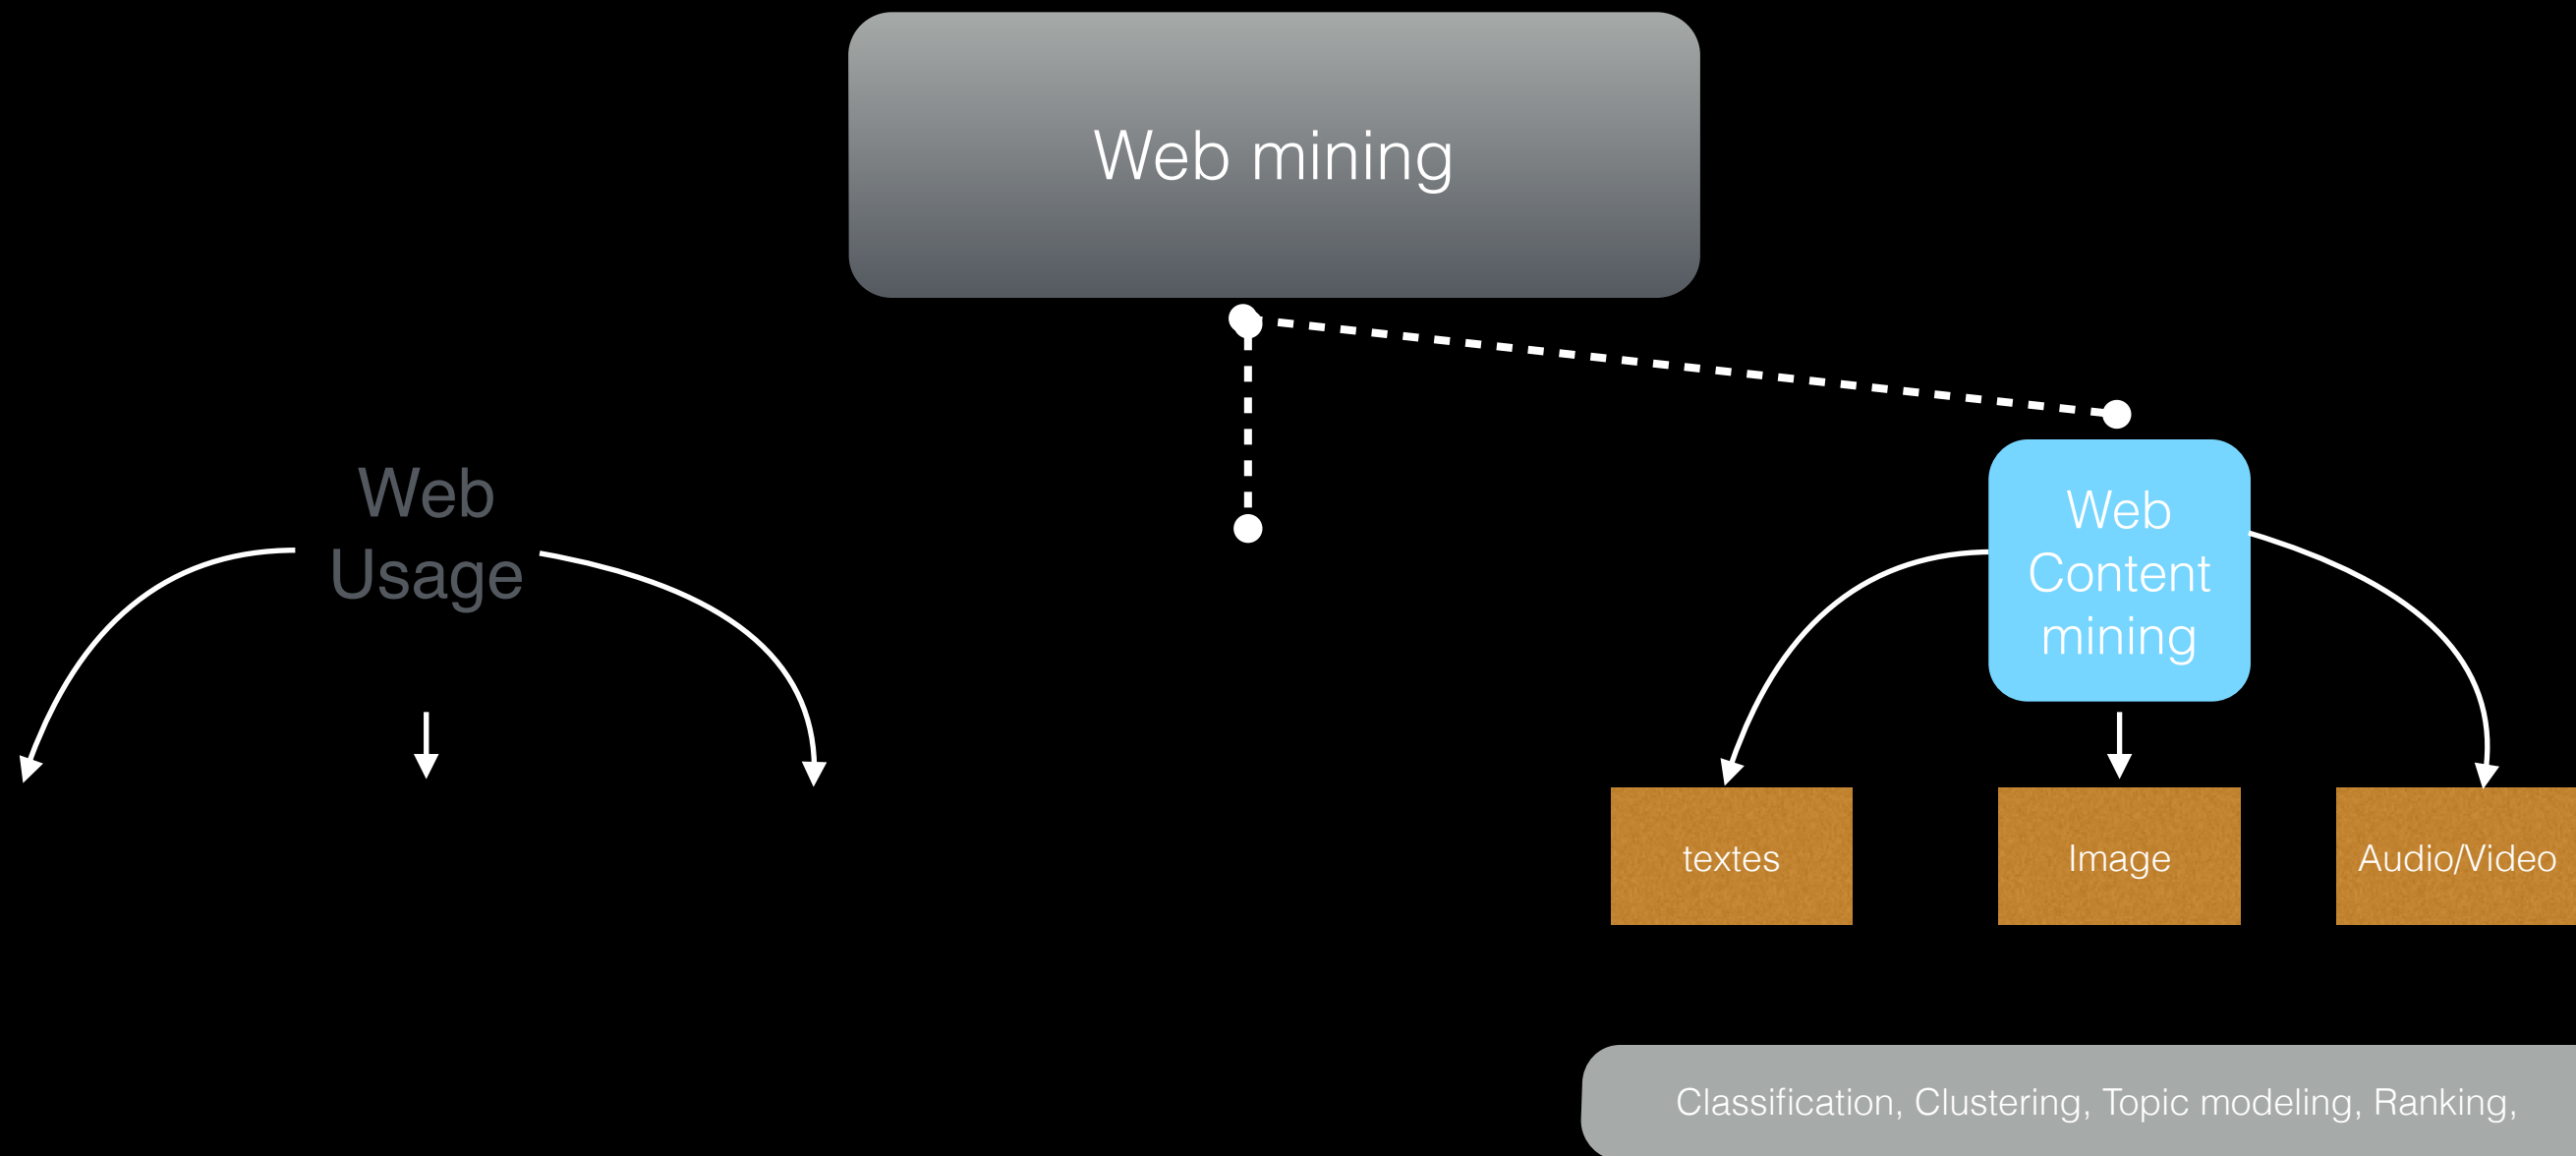 Web mining
Web
Usage
Web
Content
mining
textes
Image
Audio/Video
Classification, Clustering, Topic modeling, Ranking,